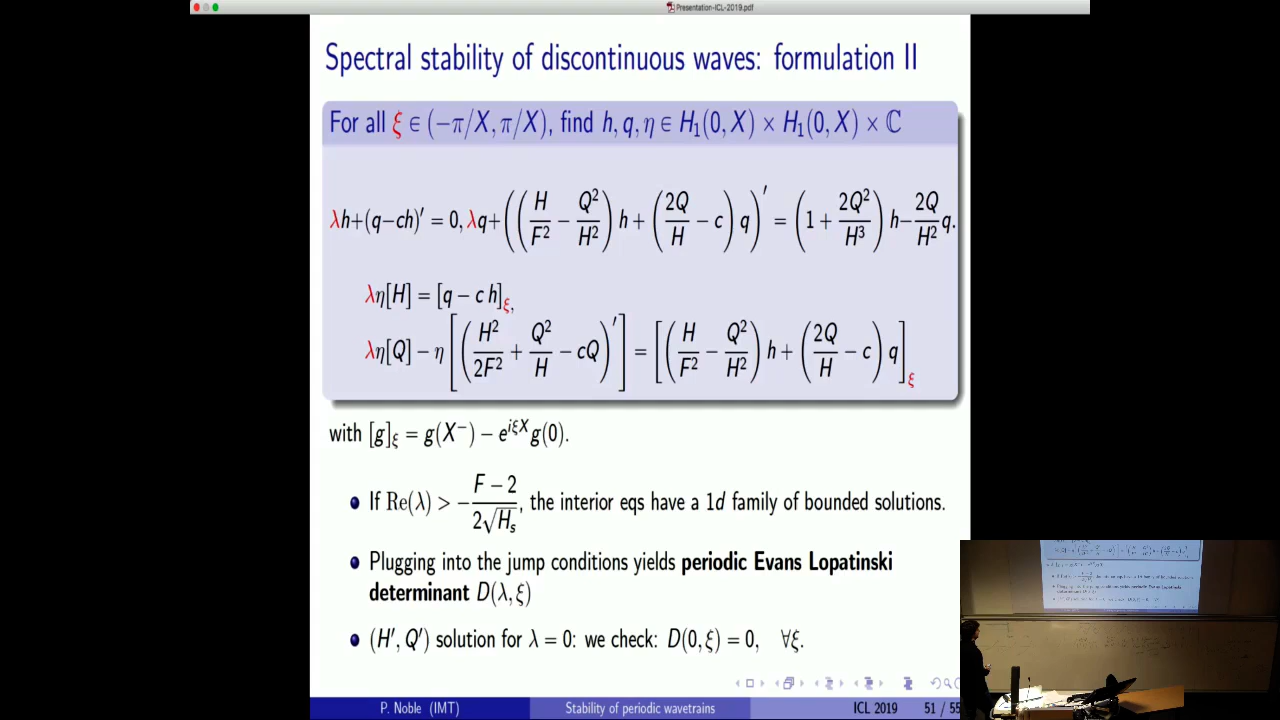 Presentation-ICL-2019.pdf
Spectral stability of discontinuous waves: formulation II
For all ξ ∈ (−π/X, π/X), find h, q, η ∈ H₁(0, X) × H₁(0, X) × ℂ
λh+(q−ch)′ = 0, λq+((H/F² − Q²/H²) h + (2Q/H − c) q)′ = (1 + 2Q²/H³) h− 2Q/H² q.
λη[H] = [q − c h]_ξ,
λη[Q] − η [(H²/2F² + Q²/H − cQ)′] = [(H/F² − Q²/H²) h + (2Q/H − c) q]_ξ
with [g]_ξ = g(X⁻) − e^{iξX}g(0).
If Re(λ) > − (F − 2)/(2√H_s), the interior eqs have a 1d family of bounded solutions.
Plugging into the jump conditions yields periodic Evans Lopatinski
determinant D(λ, ξ)
(H′, Q′) solution for λ = 0: we check: D(0, ξ) = 0, ∀ξ.
P. Noble (IMT) Stability of periodic wavetrains ICL 2019 51 / 55